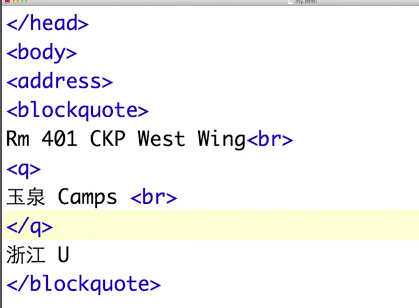 </head>
<body>
<address>
<blockquote>
Rm 401 CKP West Wing<br>
<q>
玉泉 Camps <br>
</q>
浙江 U
</blockquote>